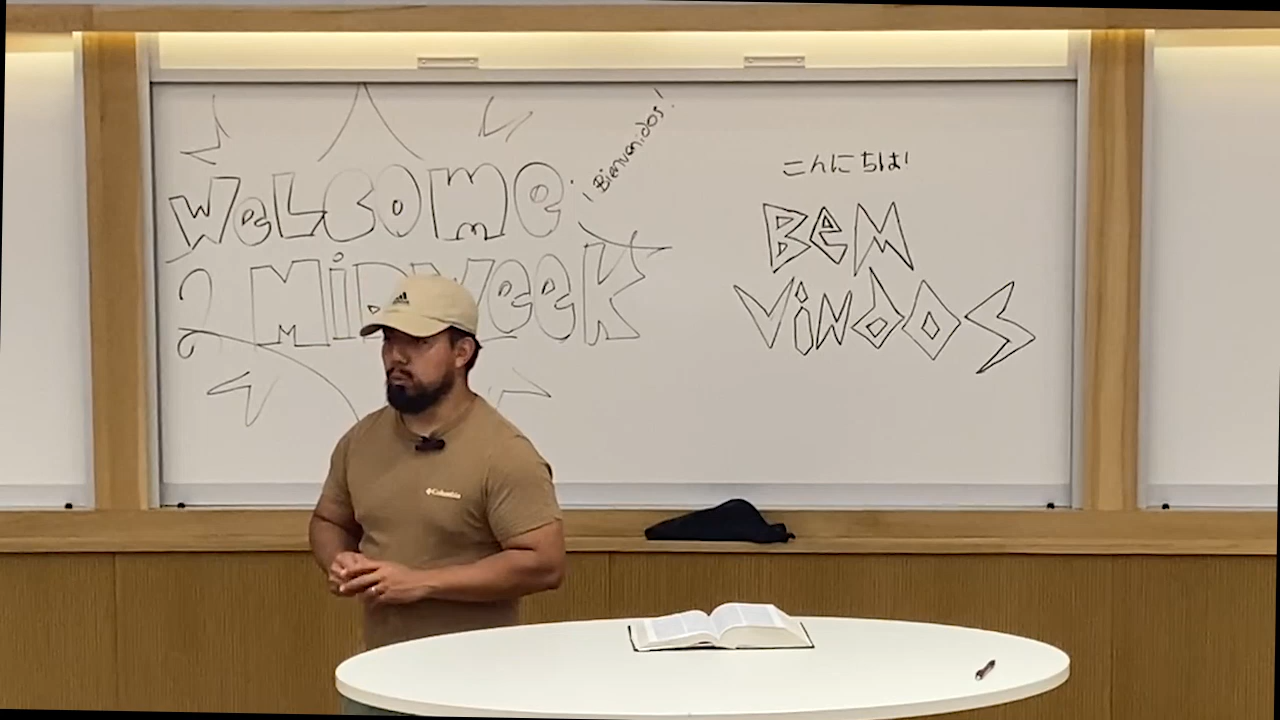 WeLCOMe
2 MiDWeeK
¡Bienvenidos!
こんにちは!
BeM
ViNDOS
Columbia